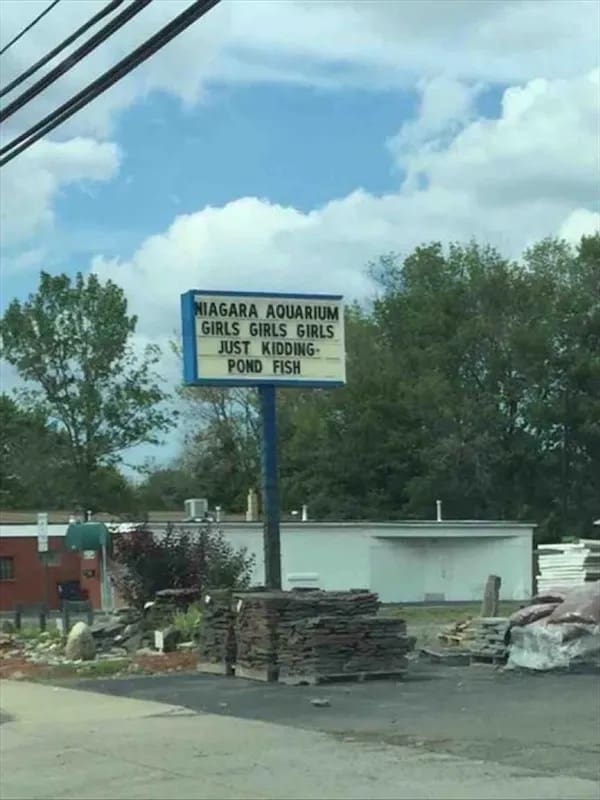 NIAGARA AQUARIUM
GIRLS GIRLS GIRLS
JUST KIDDING-
POND FISH